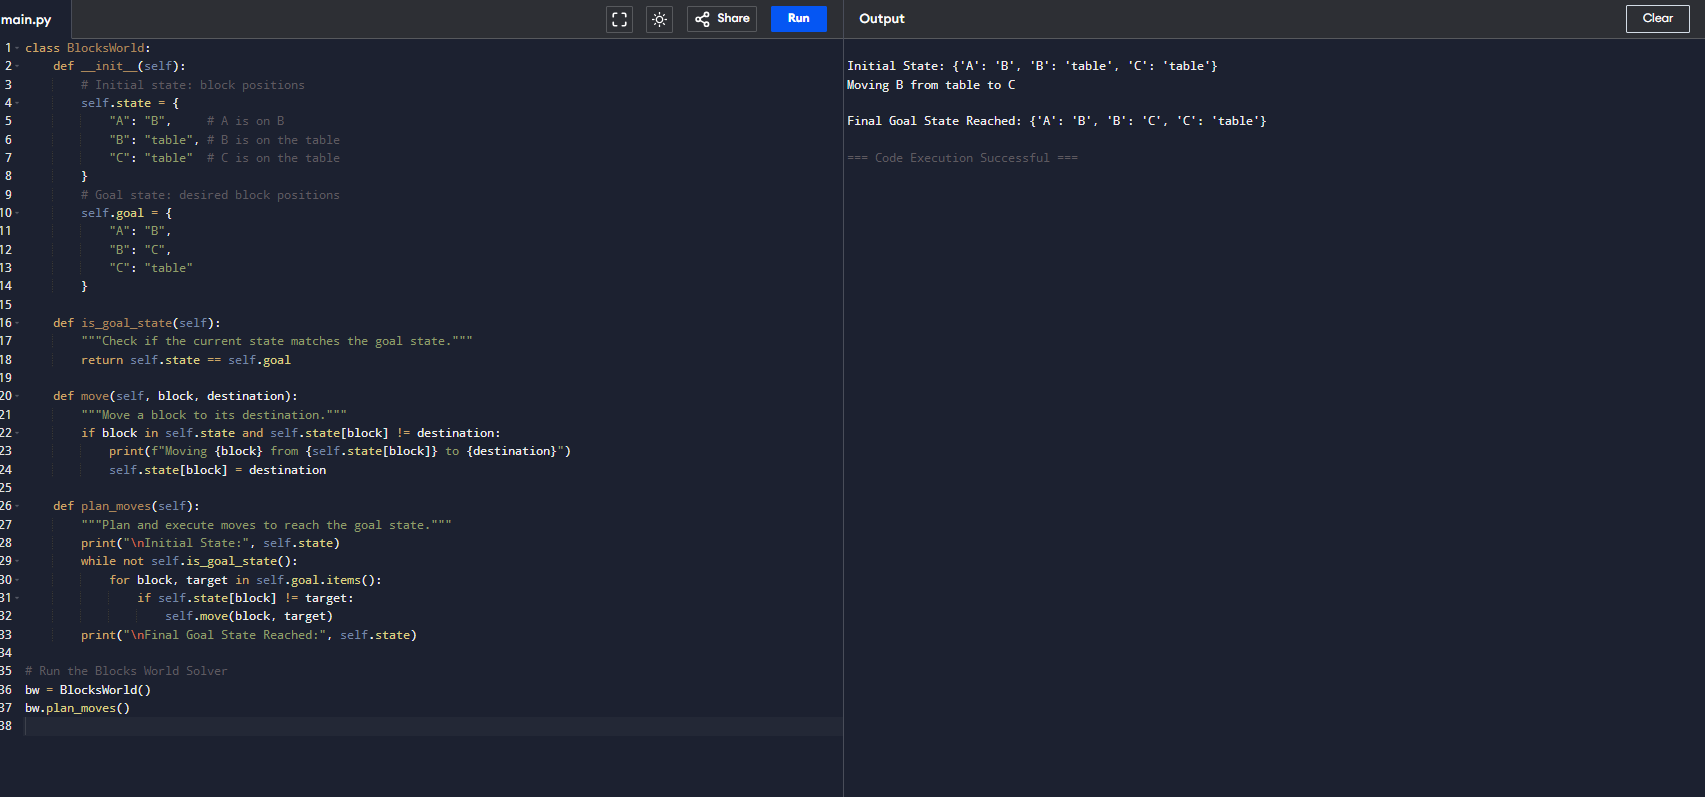 main.py
Share
Run
Output
Clear
1 class BlocksWorld:
2     def __init__(self):
3         # Initial state: block positions
4         self.state = {
5             "A": "B",     # A is on B
6             "B": "table", # B is on the table
7             "C": "table"  # C is on the table
8         }
9         # Goal state: desired block positions
10         self.goal = {
11             "A": "B",
12             "B": "C",
13             "C": "table"
14         }
15
16     def is_goal_state(self):
17         """Check if the current state matches the goal state."""
18         return self.state == self.goal
19
20     def move(self, block, destination):
21         """Move a block to its destination."""
22         if block in self.state and self.state[block] != destination:
23             print(f"Moving {block} from {self.state[block]} to {destination}")
24             self.state[block] = destination
25
26     def plan_moves(self):
27         """Plan and execute moves to reach the goal state."""
28         print("\nInitial State:", self.state)
29         while not self.is_goal_state():
30             for block, target in self.goal.items():
31                 if self.state[block] != target:
32                     self.move(block, target)
33         print("\nFinal Goal State Reached:", self.state)
34
35 # Run the Blocks World Solver
36 bw = BlocksWorld()
37 bw.plan_moves()
38
Initial State: {'A': 'B', 'B': 'table', 'C': 'table'}
Moving B from table to C
Final Goal State Reached: {'A': 'B', 'B': 'C', 'C': 'table'}
=== Code Execution Successful ===